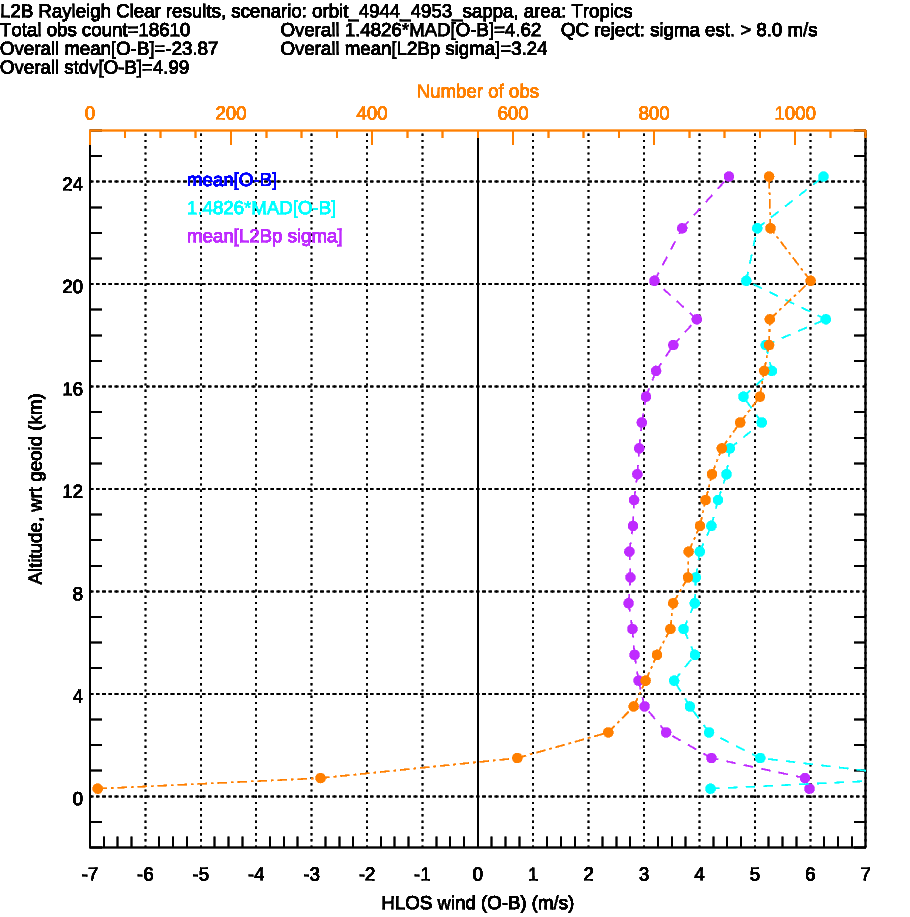 L2B Rayleigh Clear results, scenario: orbit_4944_4953_sappa, area: Tropics
Total obs count=18610 Overall 1.4826*MAD[O-B]=4.62 QC reject: sigma est. > 8.0 m/s
Overall mean[O-B]=-23.87 Overall mean[L2Bp sigma]=3.24
Overall stdv[O-B]=4.99
Number of obs
0 200 400 600 800 1000
mean[O-B]
1.4826*MAD[O-B]
mean[L2Bp sigma]
24
20
16
12
8
4
0
Altitude, wrt geoid (km)
-7 -6 -5 -4 -3 -2 -1 0 1 2 3 4 5 6 7
HLOS wind (O-B) (m/s)